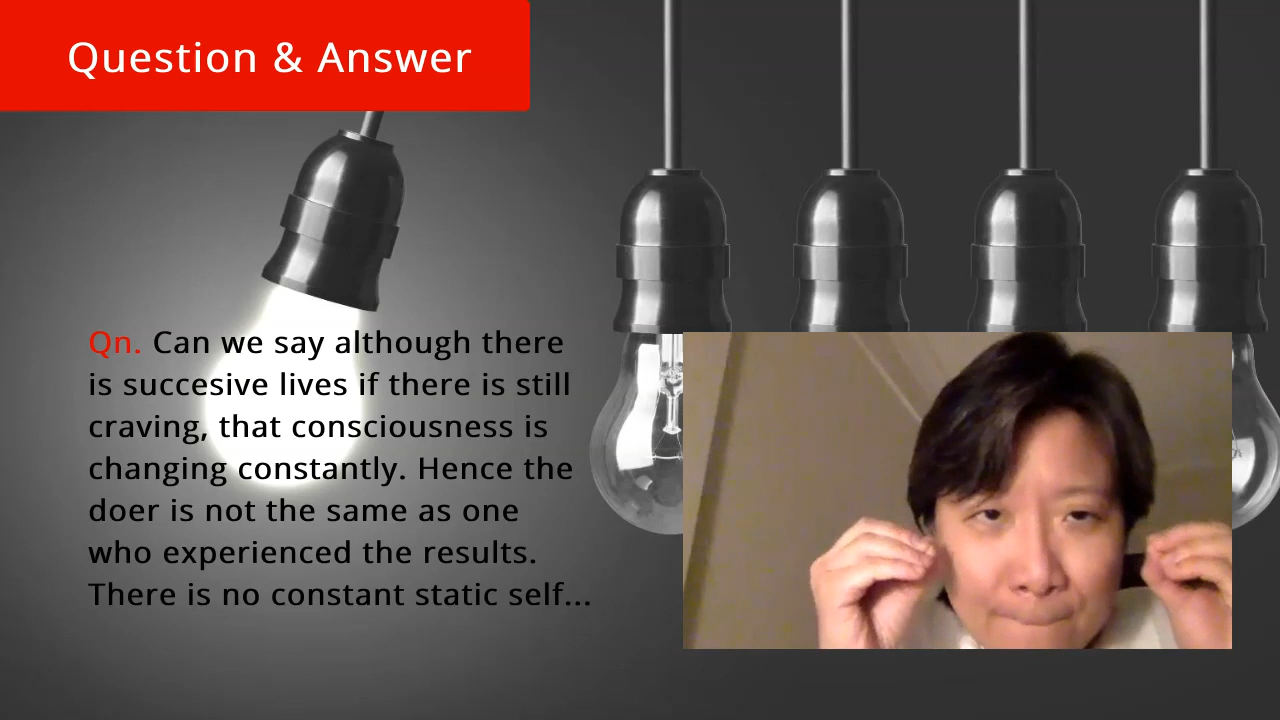 Question & Answer
Qn. Can we say although there
is succesive lives if there is still
craving, that consciousness is
changing constantly. Hence the
doer is not the same as one
who experienced the results.
There is no constant static self...